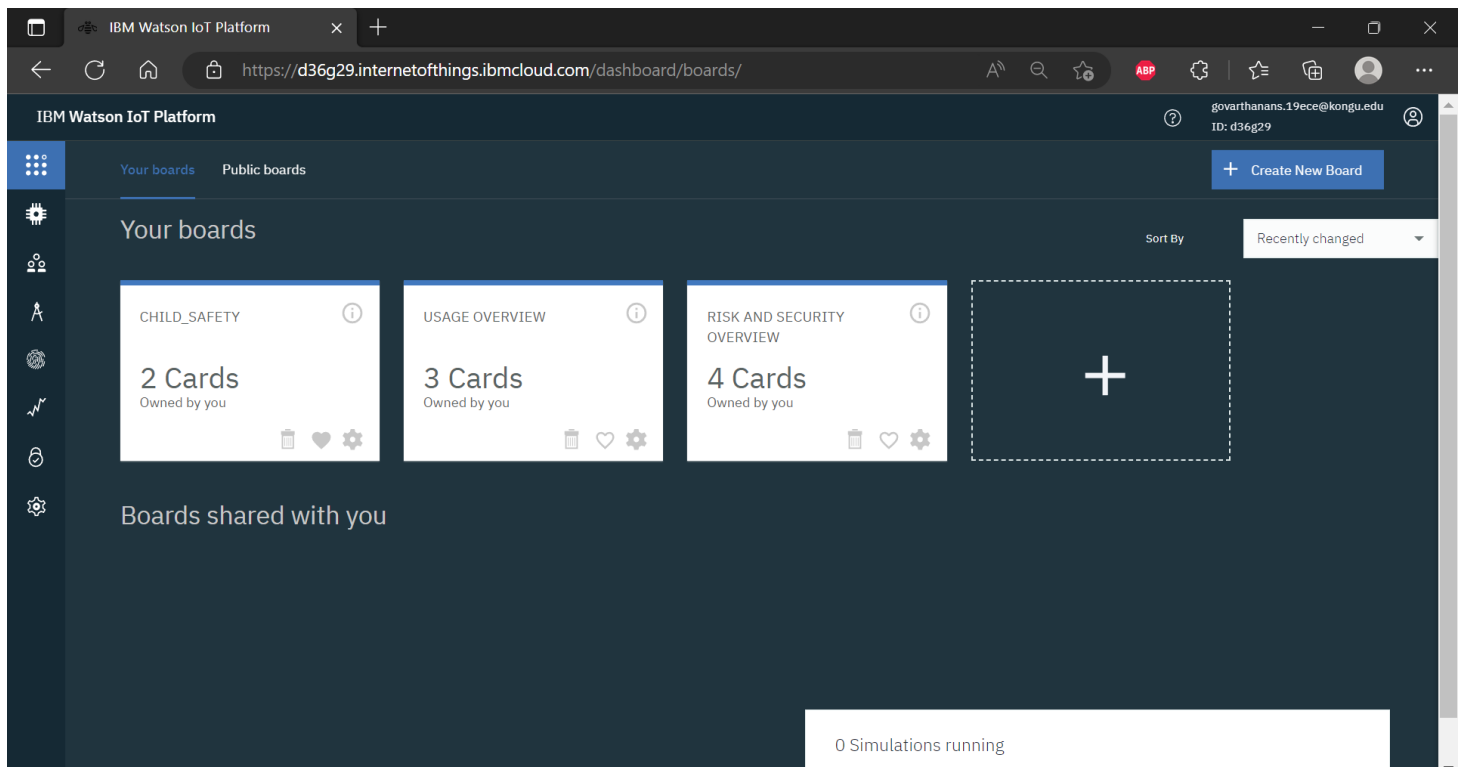 IBM Watson IoT Platform
https://d36g29.internetofthings.ibmcloud.com/dashboard/boards/
ABP
IBM Watson IoT Platform
govarthanans.19ece@kongu.edu
ID: d36g29
Your boards
Public boards
+ Create New Board
Your boards
Sort By
Recently changed
CHILD_SAFETY
2 Cards
Owned by you
USAGE OVERVIEW
3 Cards
Owned by you
RISK AND SECURITY
OVERVIEW
4 Cards
Owned by you
Boards shared with you
0 Simulations running